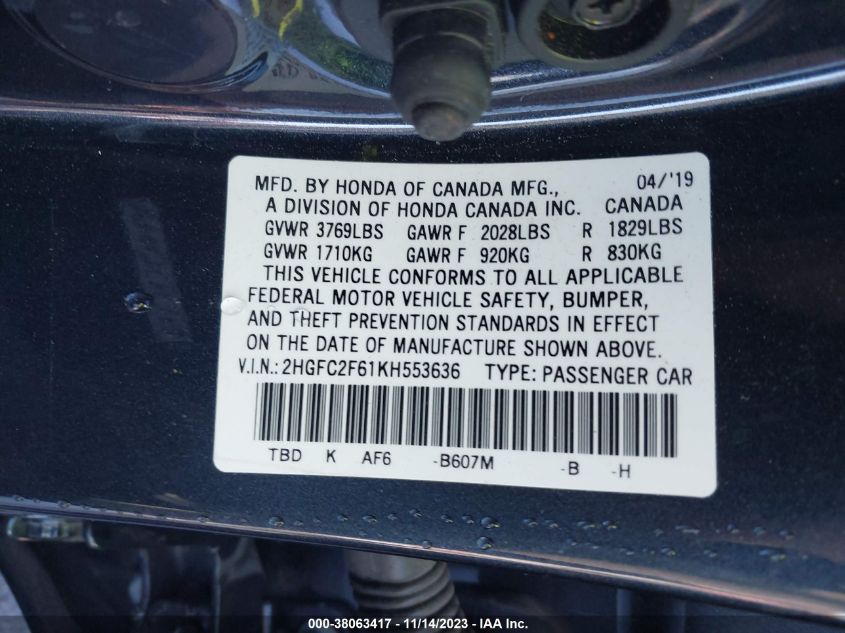 MFD. BY HONDA OF CANADA MFG., 04/'19
A DIVISION OF HONDA CANADA INC. CANADA
GVWR 3769LBS GAWR F 2028LBS R 1829LBS
GVWR 1710KG GAWR F 920KG R 830KG
THIS VEHICLE CONFORMS TO ALL APPLICABLE
FEDERAL MOTOR VEHICLE SAFETY, BUMPER,
AND THEFT PREVENTION STANDARDS IN EFFECT
ON THE DATE OF MANUFACTURE SHOWN ABOVE.
V.I.N.: 2HGFC2F61KH553636 TYPE: PASSENGER CAR
TBD K AF6 -B607M -B -H
000-38063417 - 11/14/2023 - IAA Inc.